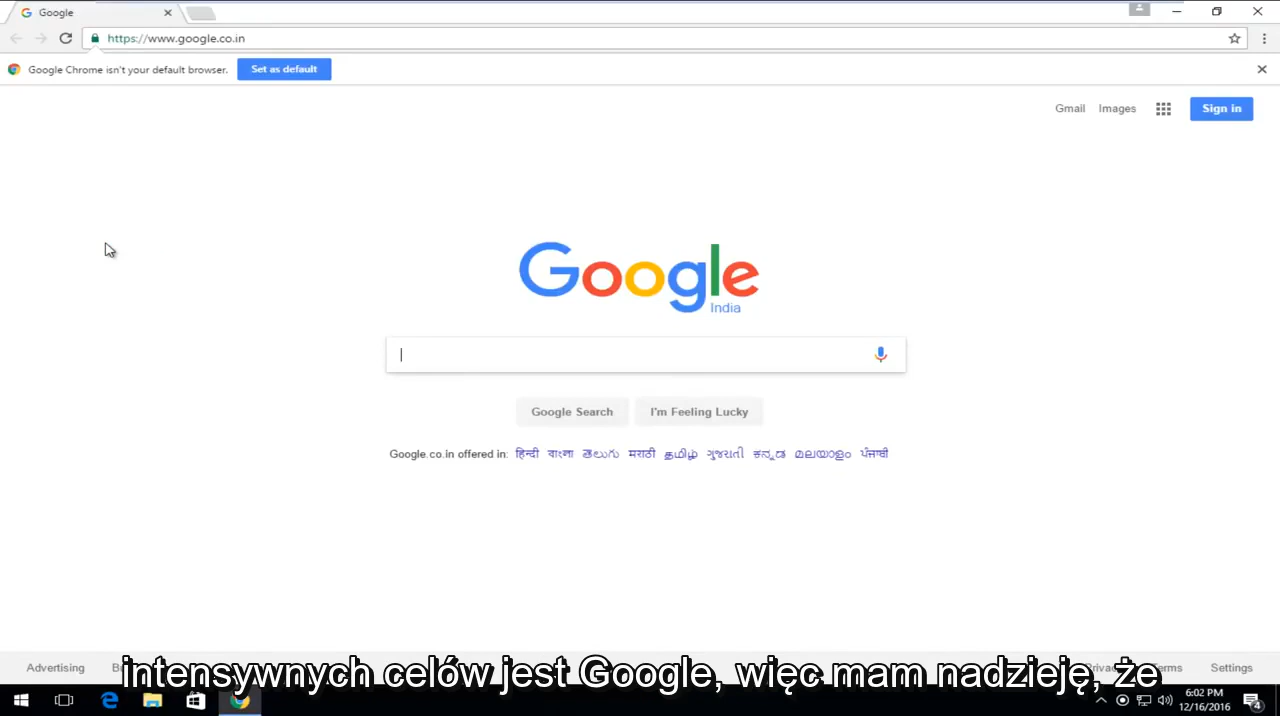 Google
https://www.google.co.in
Google Chrome isn't your default browser. Set as default
Gmail Images Sign in
Google
India
Google Search I'm Feeling Lucky
Google.co.in offered in: हिन्दी বাংলা తెలుగు मराठी தமிழ் ગુજરાતી ಕನ್ನಡ മലയാളം ਪੰਜਾਬੀ
Advertising Settings
intensywnych celów jest Google, więc mam nadzieję, że
6:02 PM
12/16/2016
4